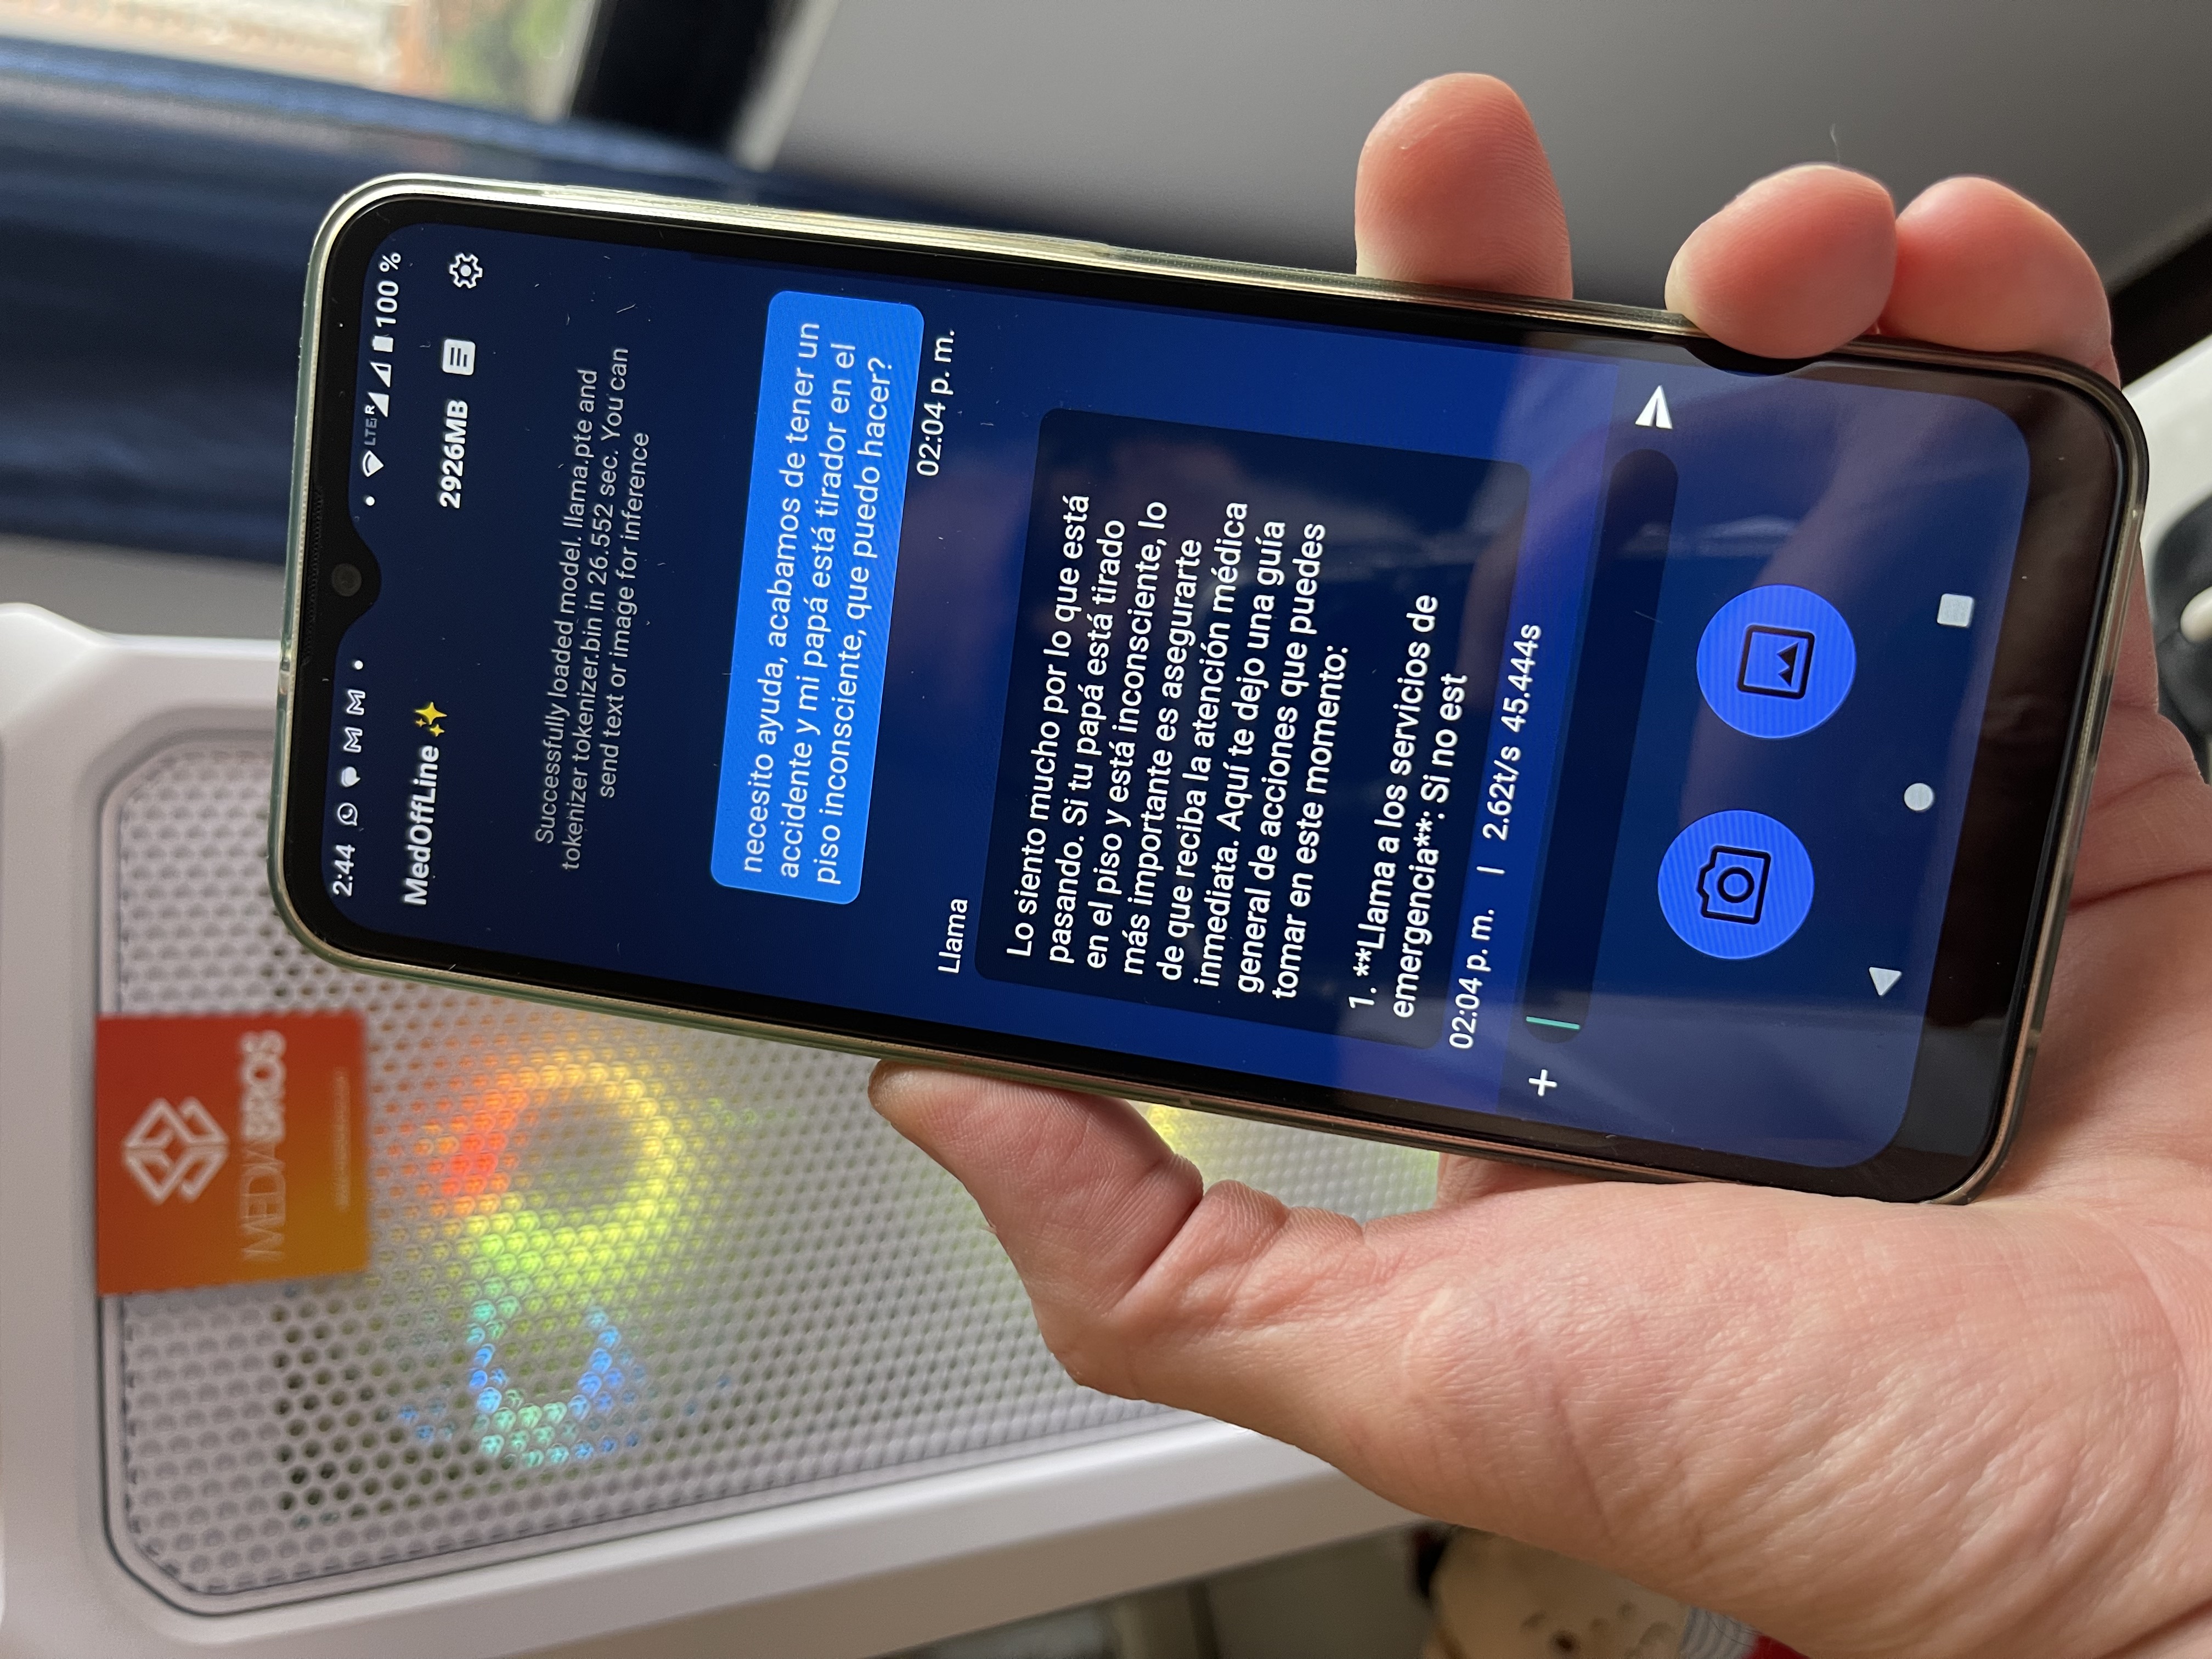 MEDIABROS
2:44 LTE R 100 %
MedOffLine
2926MB
Successfully loaded model. llama.pte and
tokenizer tokenizer.bin in 26.552 sec. You can
send text or image for inference
necesito ayuda, acabamos de tener un
accidente y mi papá está tirador en el
piso inconsciente, que puedo hacer?
02:04 p. m.
Llama
Lo siento mucho por lo que está
pasando. Si tu papá está tirado
en el piso y está inconsciente, lo
más importante es asegurarte
de que reciba la atención médica
inmediata. Aquí te dejo una guía
general de acciones que puedes
tomar en este momento:
1. **Llama a los servicios de
emergencia**: Si no est
02:04 p. m. | 2.62t/s 45.444s